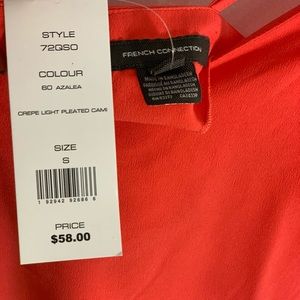 STYLE
72QSO
COLOUR
60 AZALEA
CREPE LIGHT PLEATED CAMI
SIZE
S
1 92942 92686 6
PRICE
$58.00
FRENCH CONNECTION
MADE IN BANGLADESH